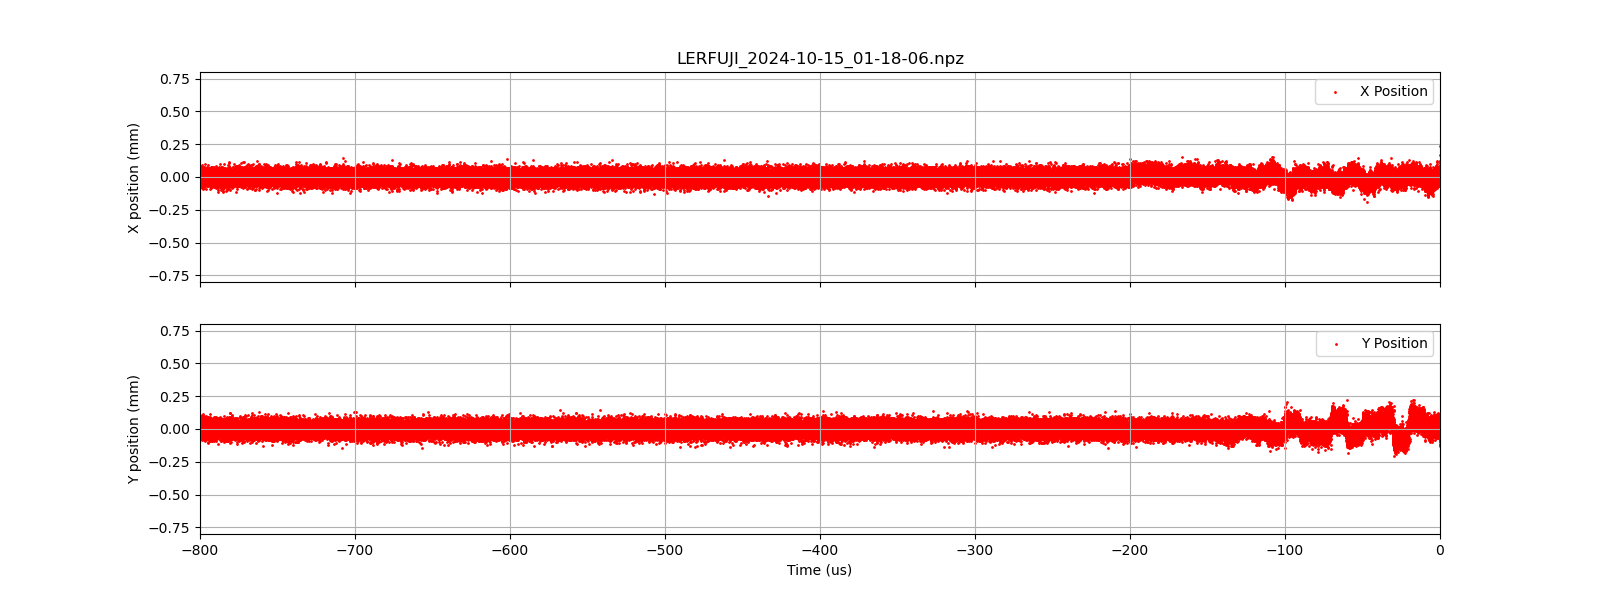 LERFUJI_2024-10-15_01-18-06.npz
X position (mm)
0.75
0.50
0.25
0.00
−0.25
−0.50
−0.75
X Position
Y position (mm)
0.75
0.50
0.25
0.00
−0.25
−0.50
−0.75
Y Position
−800 −700 −600 −500 −400 −300 −200 −100 0
Time (us)